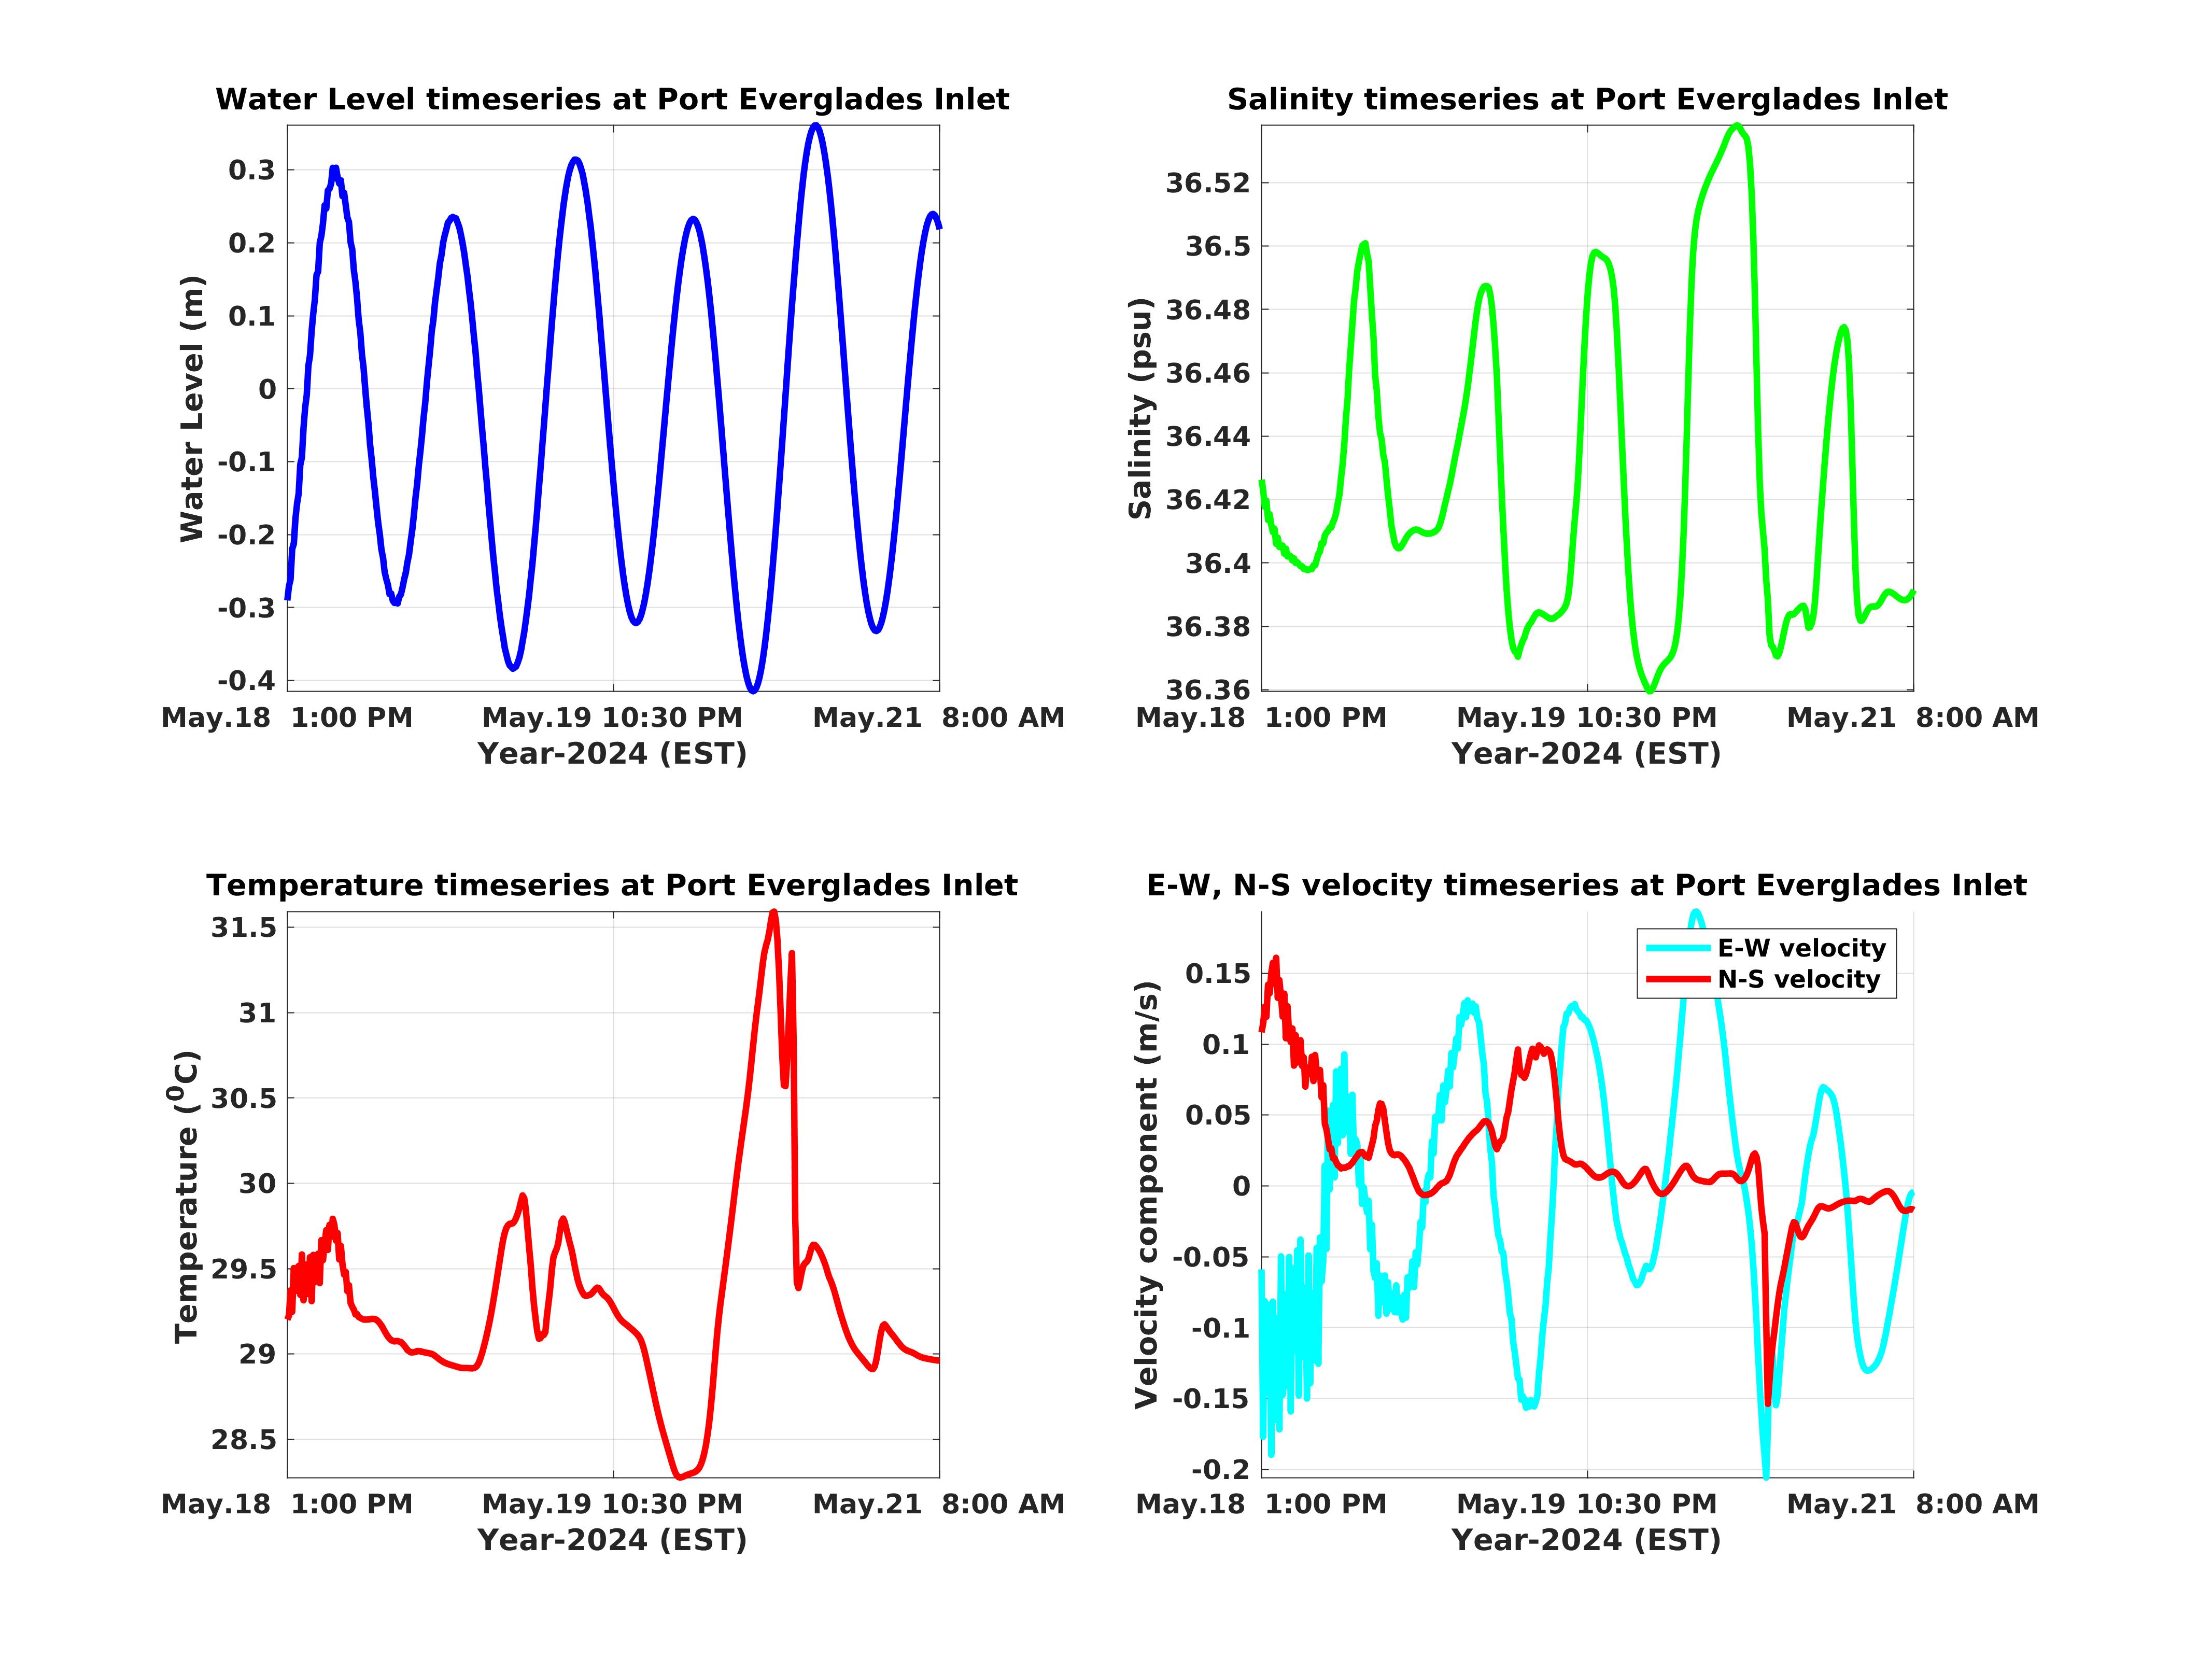 Water Level timeseries at Port Everglades Inlet
Water Level (m)
0.3
0.2
0.1
0
-0.1
-0.2
-0.3
-0.4
May.18 1:00 PM May.19 10:30 PM May.21 8:00 AM
Year-2024 (EST)
Salinity timeseries at Port Everglades Inlet
Salinity (psu)
36.52
36.5
36.48
36.46
36.44
36.42
36.4
36.38
36.36
May.18 1:00 PM May.19 10:30 PM May.21 8:00 AM
Year-2024 (EST)
Temperature timeseries at Port Everglades Inlet
Temperature (⁰C)
31.5
31
30.5
30
29.5
29
28.5
May.18 1:00 PM May.19 10:30 PM May.21 8:00 AM
Year-2024 (EST)
E-W, N-S velocity timeseries at Port Everglades Inlet
Velocity component (m/s)
E-W velocity
N-S velocity
0.15
0.1
0.05
0
-0.05
-0.1
-0.15
-0.2
May.18 1:00 PM May.19 10:30 PM May.21 8:00 AM
Year-2024 (EST)